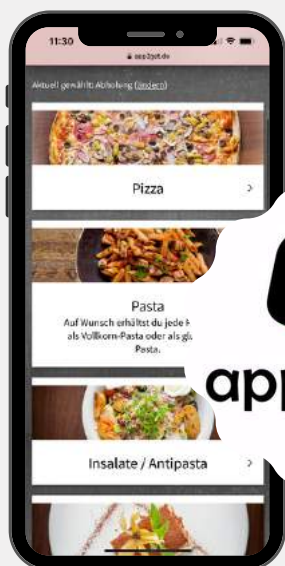 11:30
app2get.de
Aktuell gewählt: Abholung (ändern)
Pizza
Pasta
Auf Wunsch erhältst du jede
als Vollkorn-Pasta oder als
Pasta.
app
Insalate / Antipasta